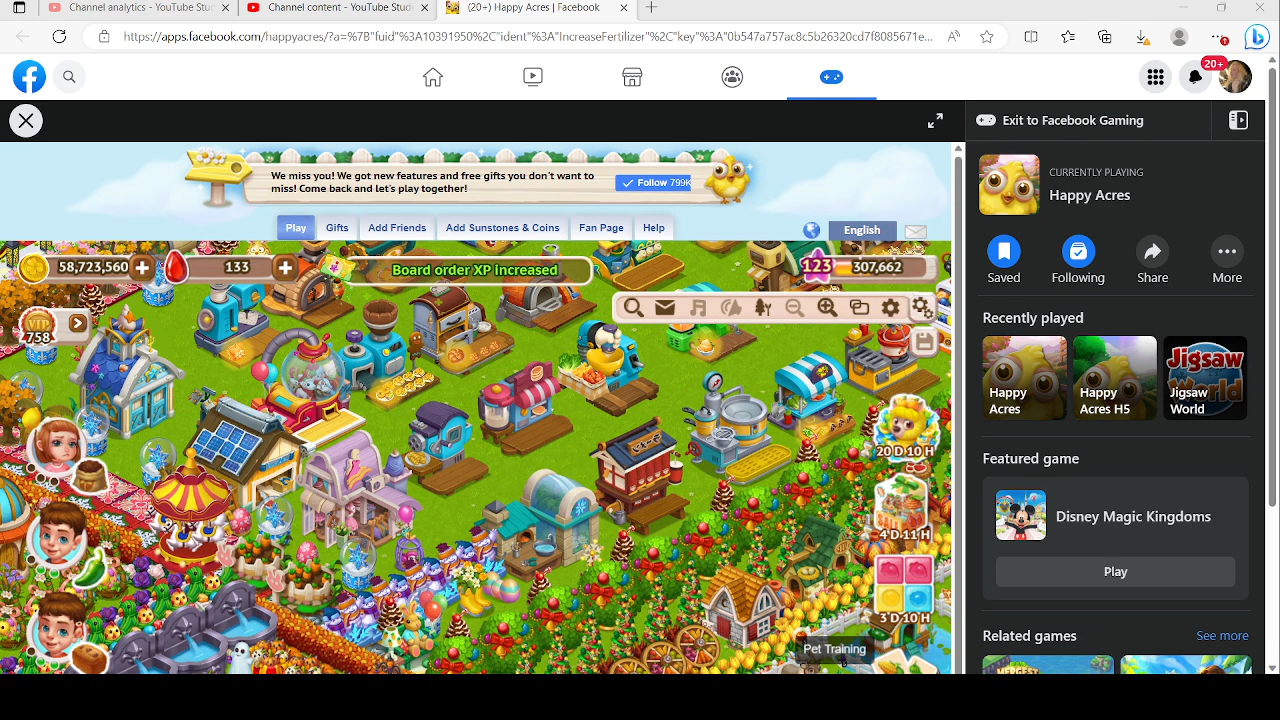 Channel analytics - YouTube Stu
Channel content - YouTube Studi
(20+) Happy Acres | Facebook
https://apps.facebook.com/happyacres/?a=%7B"fuid"%3A10391950%2C"ident"%3A"IncreaseFertilizer"%2C"key"%3A"0b547a757ac8c5b26320cd7f8085671e...
20+
Exit to Facebook Gaming
We miss you! We got new features and free gifts you don't want to
miss! Come back and let's play together!
Follow 799K
Play
Gifts
Add Friends
Add Sunstones & Coins
Fan Page
Help
English
58,723,560
133
Board order XP increased
123
307,662
VIP
758
20 D 10 H
SALE
4 D 11 H
3 D 10 H
Pet Training
CURRENTLY PLAYING
Happy Acres
Saved
Following
Share
More
Recently played
Happy
Acres
Happy
Acres H5
Jigsaw
World
Jigsaw
World
Featured game
Disney Magic Kingdoms
Play
Related games
See more